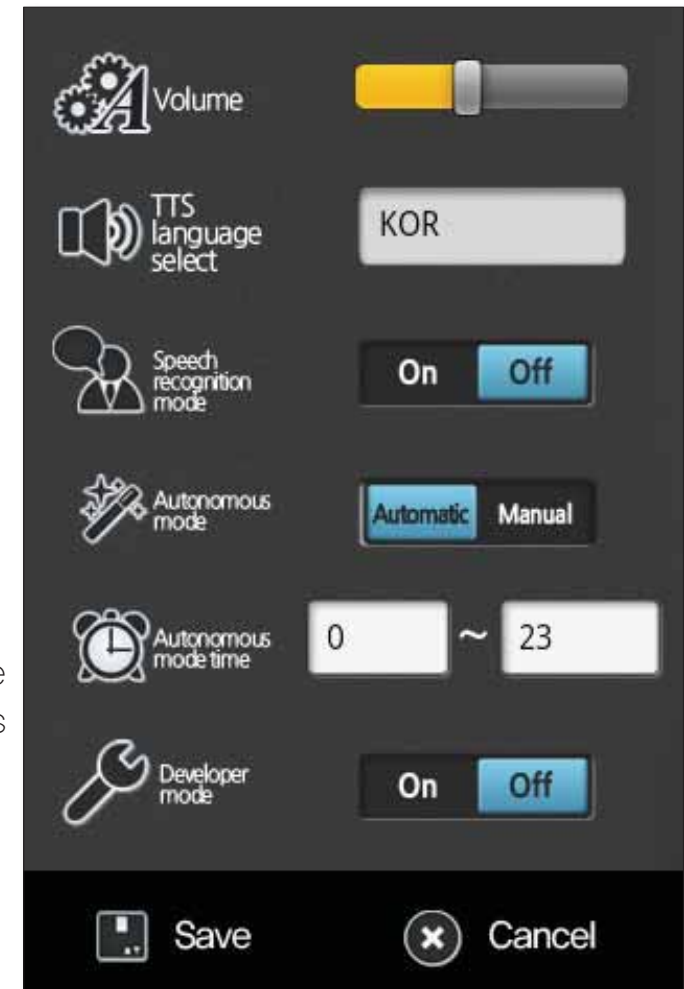 Volume
TTS
language
select
KOR
Speech
recognition
mode
On Off
Autonomous
mode
Automatic Manual
Autonomous
mode time
0 ~ 23
e
s
Developer
mode
On Off
Save Cancel